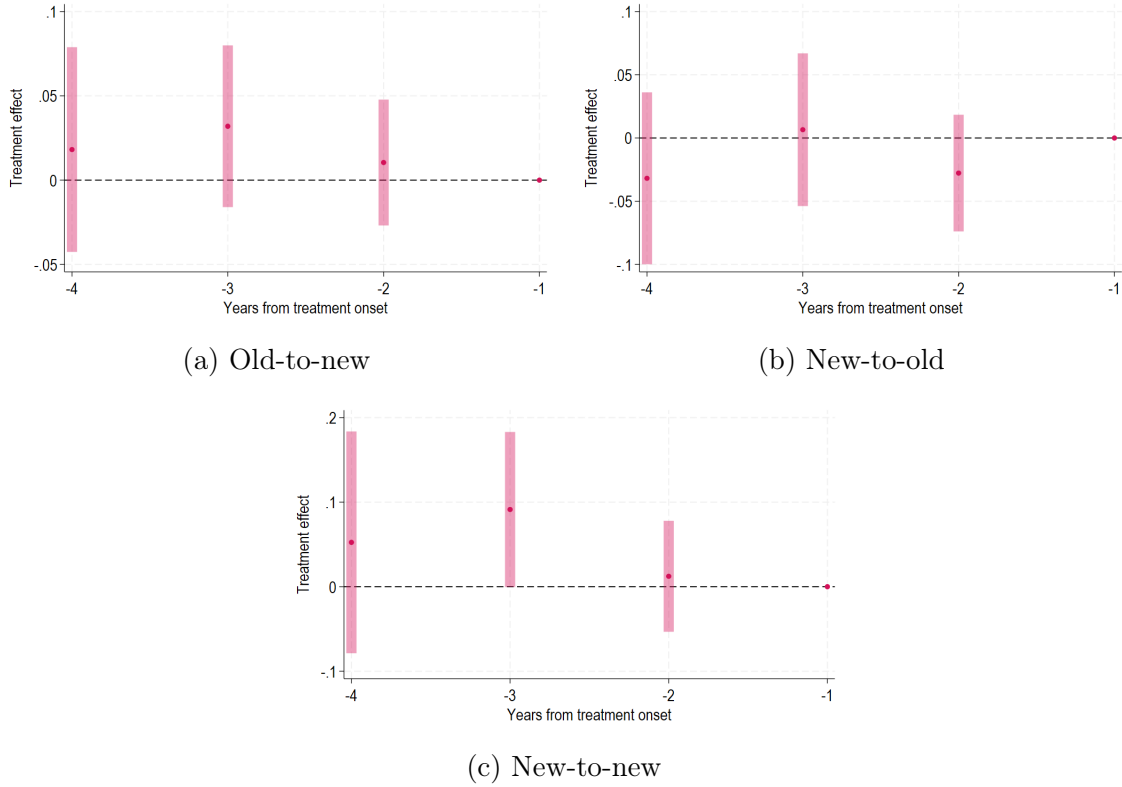 .1
.05
0
-.05
Treatment effect
-4 -3 -2 -1
Years from treatment onset
(a) Old-to-new
.1
.05
0
-.05
-.1
Treatment effect
-4 -3 -2 -1
Years from treatment onset
(b) New-to-old
.2
.1
0
-.1
Treatment effect
-4 -3 -2 -1
Years from treatment onset
(c) New-to-new